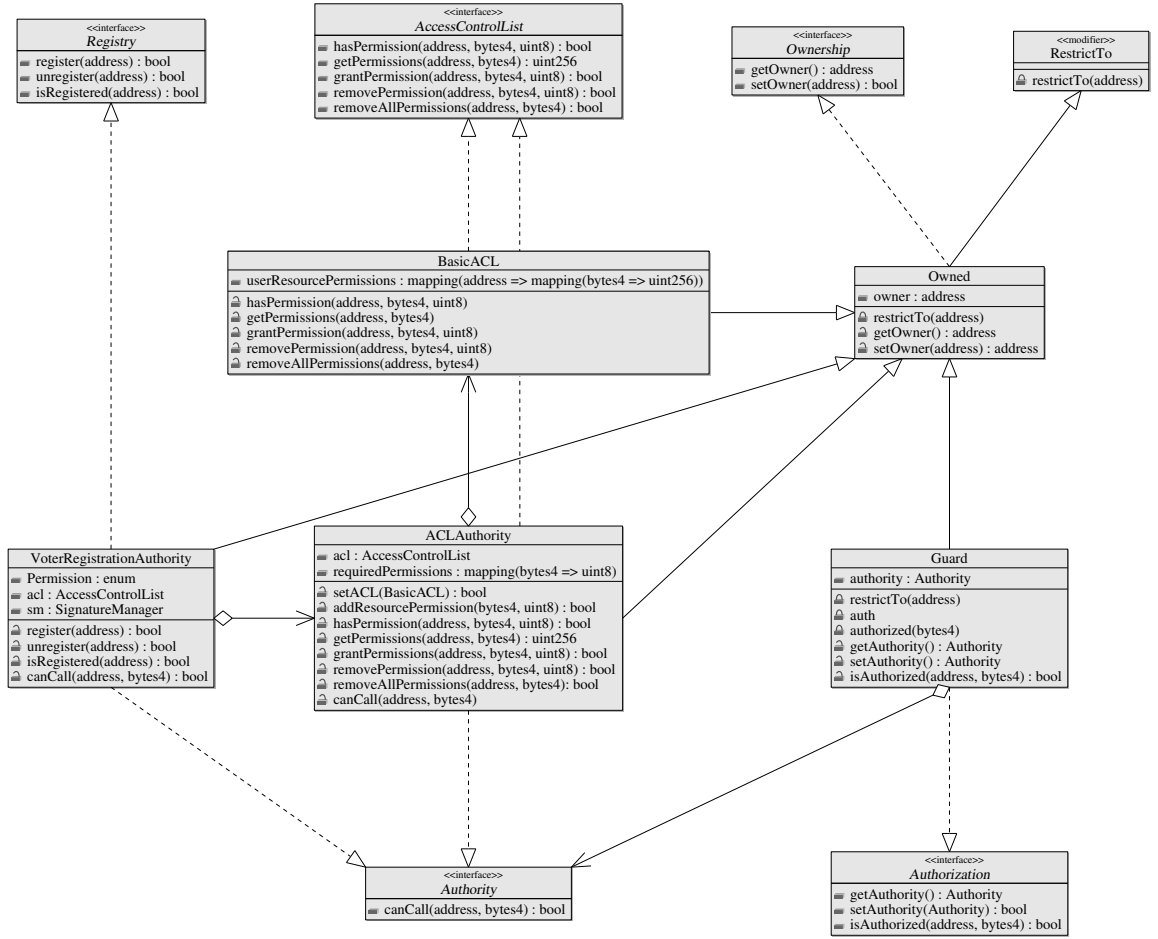 <<interface>>
Registry
register(address) : bool
unregister(address) : bool
isRegistered(address) : bool
<<interface>>
AccessControlList
hasPermission(address, bytes4, uint8) : bool
getPermissions(address, bytes4) : uint256
grantPermission(address, bytes4, uint8) : bool
removePermission(address, bytes4, uint8) : bool
removeAllPermissions(address, bytes4) : bool
<<interface>>
Ownership
getOwner() : address
setOwner(address) : bool
<<modifier>>
RestrictTo
restrictTo(address)
BasicACL
userResourcePermissions : mapping(address => mapping(bytes4 => uint256))
hasPermission(address, bytes4, uint8)
getPermissions(address, bytes4)
grantPermission(address, bytes4, uint8)
removePermission(address, bytes4, uint8)
removeAllPermissions(address, bytes4)
Owned
owner : address
restrictTo(address)
getOwner() : address
setOwner(address) : address
VoterRegistrationAuthority
Permission : enum
acl : AccessControlList
sm : SignatureManager
register(address) : bool
unregister(address) : bool
isRegistered(address) : bool
canCall(address, bytes4) : bool
ACLAuthority
acl : AccessControlList
requiredPermissions : mapping(bytes4 => uint8)
setACL(BasicACL) : bool
addResourcePermission(bytes4, uint8) : bool
hasPermission(address, bytes4, uint8) : bool
getPermissions(address, bytes4) : uint256
grantPermissions(address, bytes4, uint8) : bool
removePermission(address, bytes4, uint8) : bool
removeAllPermissions(address, bytes4): bool
canCall(address, bytes4)
Guard
authority : Authority
restrictTo(address)
auth
authorized(bytes4)
getAuthority() : Authority
setAuthority() : Authority
isAuthorized(address, bytes4) : bool
<<interface>>
Authority
canCall(address, bytes4) : bool
<<interface>>
Authorization
getAuthority() : Authority
setAuthority(Authority) : bool
isAuthorized(address, bytes4) : bool